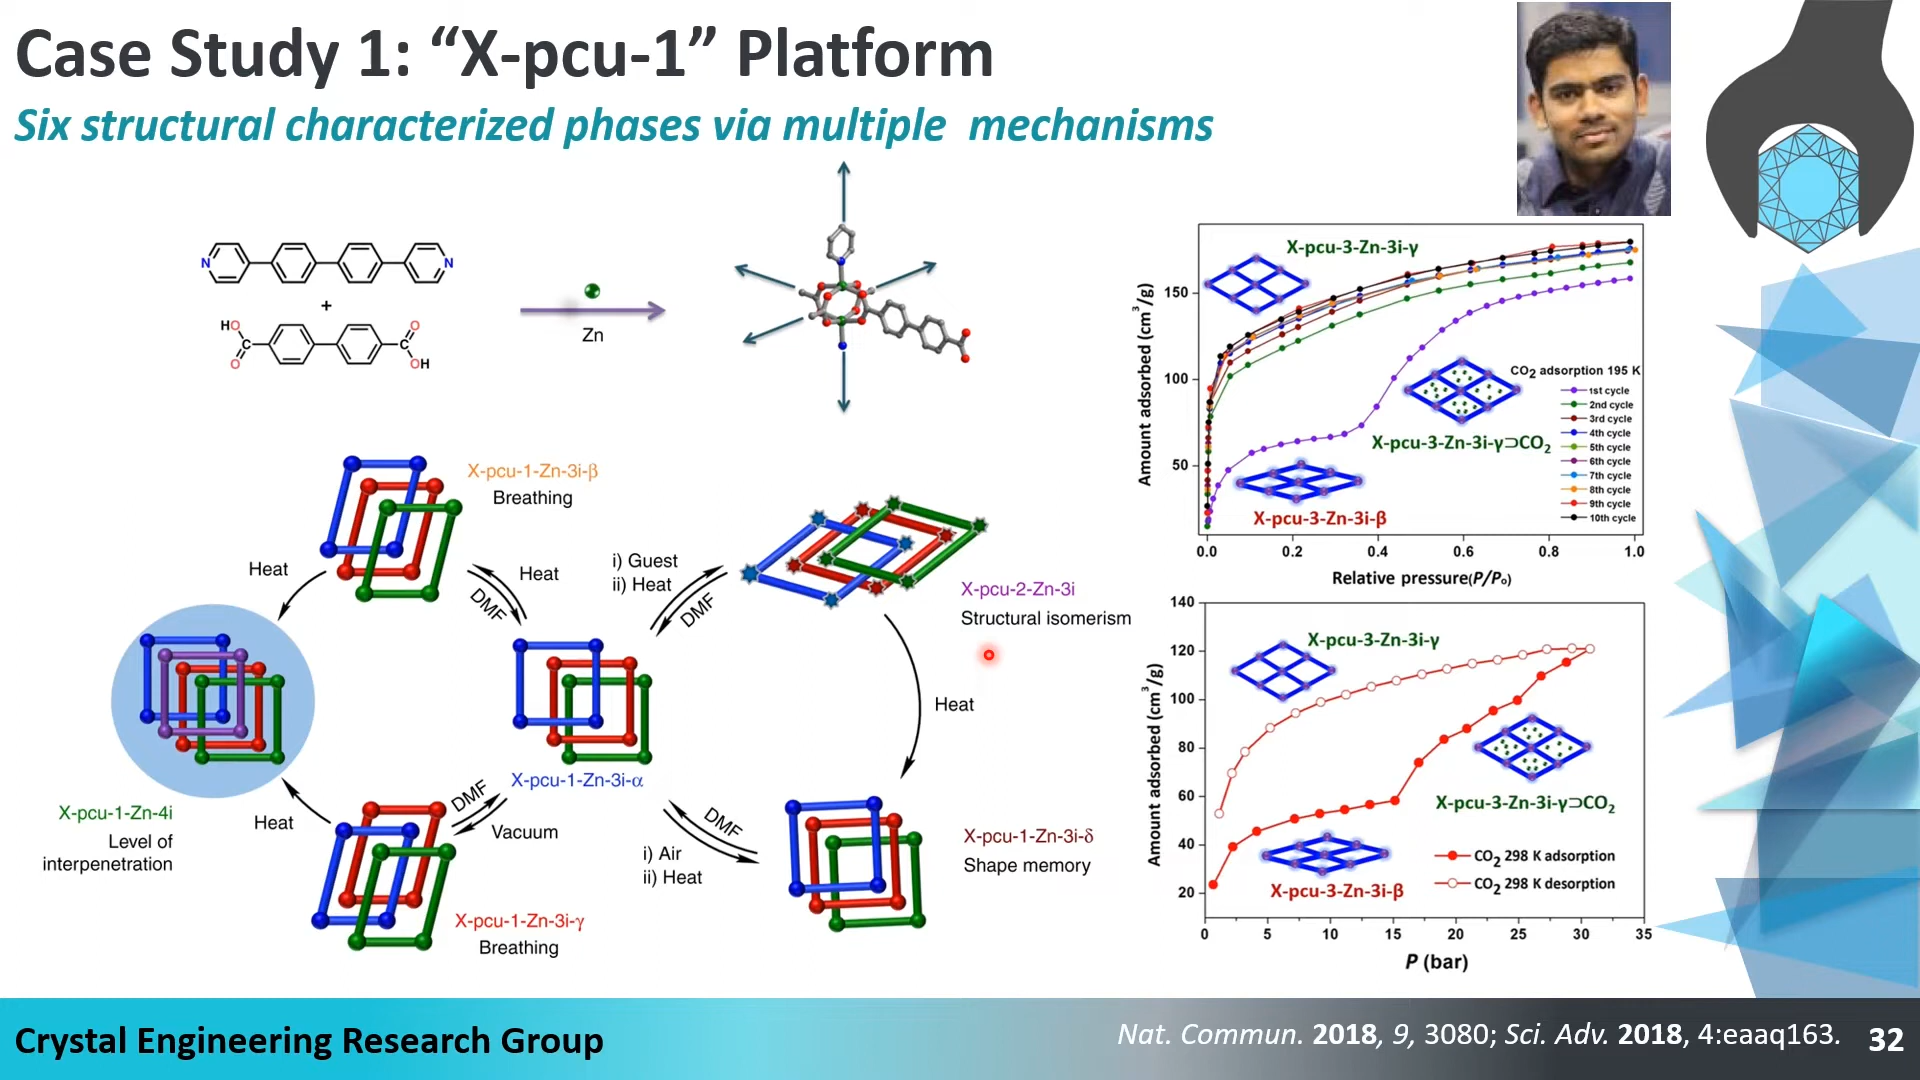 Case Study 1: “X-pcu-1” Platform
Six structural characterized phases via multiple mechanisms
N
N
+
HO
C
O
O
C
OH
Zn
X-pcu-1-Zn-3i-β
Breathing
Heat
Heat
DMF
i) Guest
ii) Heat
DMF
X-pcu-2-Zn-3i
Structural isomerism
Heat
X-pcu-1-Zn-3i-α
X-pcu-1-Zn-4i
Level of
interpenetration
Heat
DMF
Vacuum
X-pcu-1-Zn-3i-γ
Breathing
DMF
i) Air
ii) Heat
X-pcu-1-Zn-3i-δ
Shape memory
Amount adsorbed (cm³/g)
150
100
50
0.0 0.2 0.4 0.6 0.8 1.0
Relative pressure(P/P₀)
X-pcu-3-Zn-3i-γ
CO₂ adsorption 195 K
1st cycle
2nd cycle
3rd cycle
4th cycle
5th cycle
6th cycle
7th cycle
8th cycle
9th cycle
10th cycle
X-pcu-3-Zn-3i-γ⊃CO₂
X-pcu-3-Zn-3i-β
Amount adsorbed (cm³/g)
140
120
100
80
60
40
20
0 5 10 15 20 25 30 35
P (bar)
X-pcu-3-Zn-3i-γ
X-pcu-3-Zn-3i-γ⊃CO₂
CO₂ 298 K adsorption
CO₂ 298 K desorption
X-pcu-3-Zn-3i-β
Crystal Engineering Research Group
Nat. Commun. 2018, 9, 3080; Sci. Adv. 2018, 4:eaaq163.
32